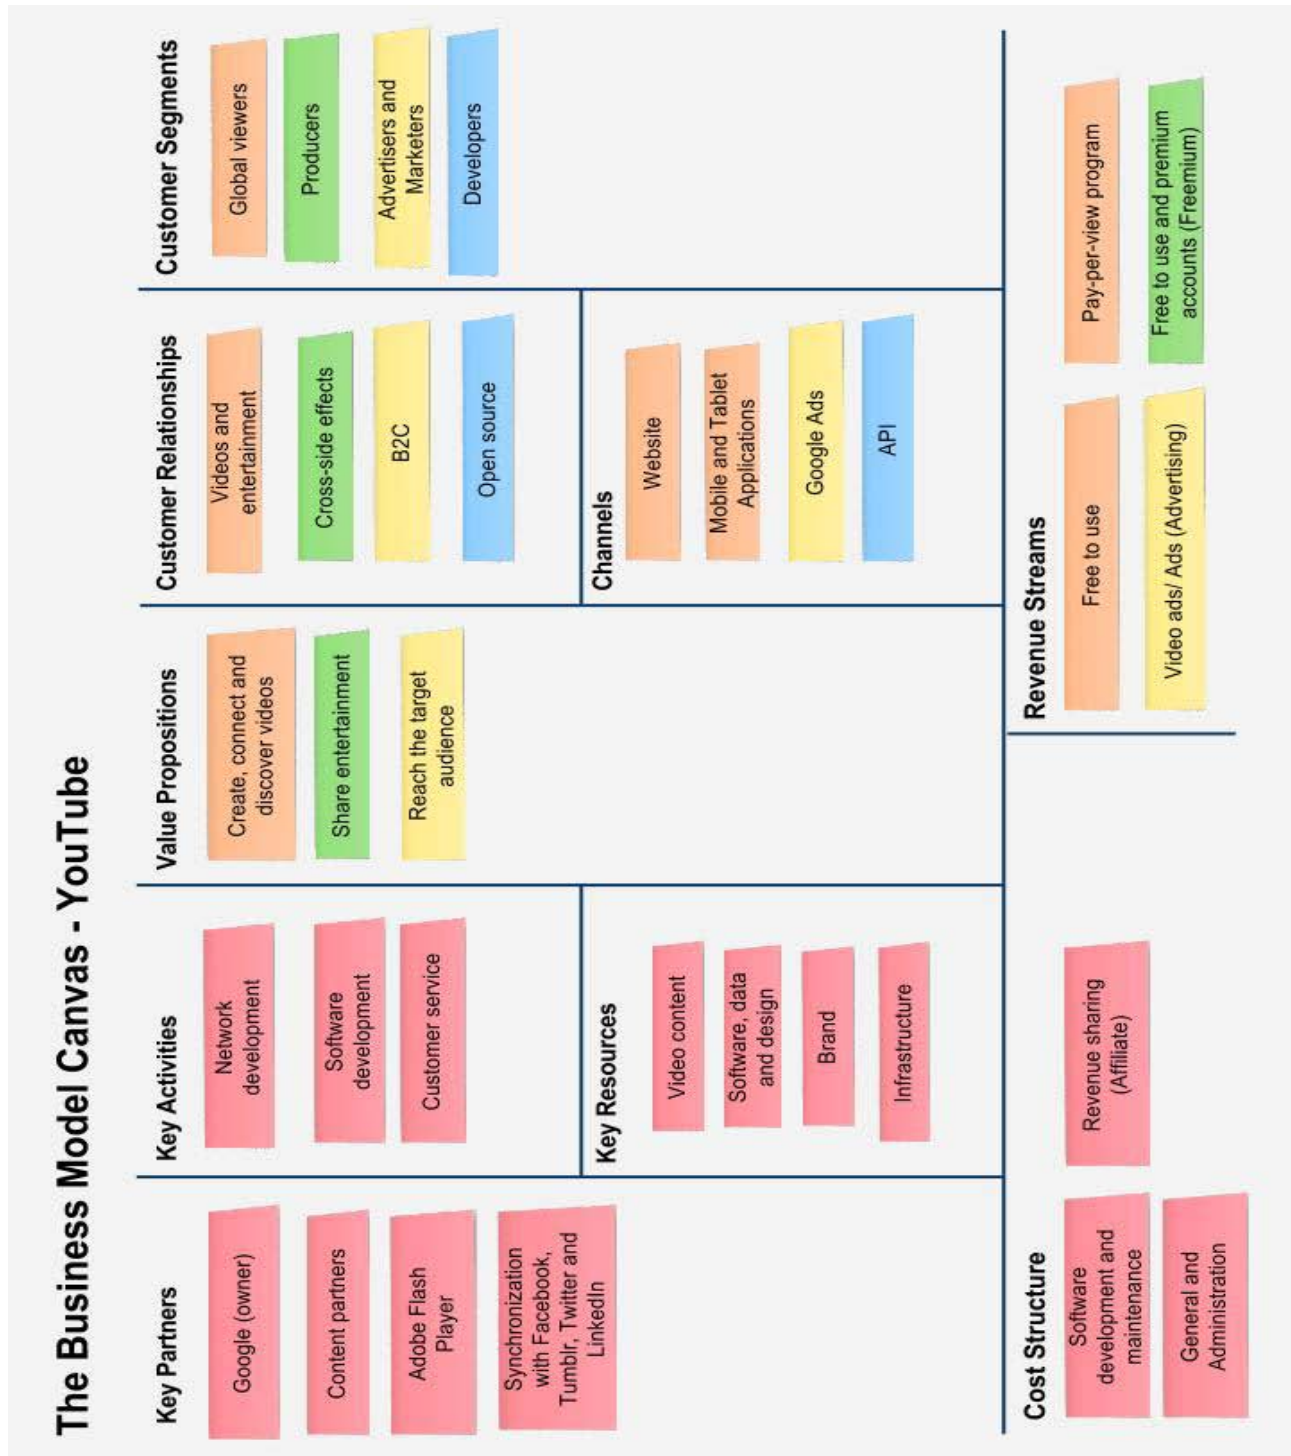 The Business Model Canvas - YouTube
Key Partners
Google (owner)
Content partners
Adobe Flash
Player
Synchronization
with Facebook,
Tumblr, Twitter and
LinkedIn
Key Activities
Network
development
Software
development
Customer service
Key Resources
Video content
Software, data
and design
Brand
Infrastructure
Value Propositions
Create, connect and
discover videos
Share entertainment
Reach the target
audience
Customer Relationships
Videos and
entertainment
Cross-side effects
B2C
Open source
Channels
Website
Mobile and Tablet
Applications
Google Ads
API
Customer Segments
Global viewers
Producers
Advertisers and
Marketers
Developers
Cost Structure
Software
development and
maintenance
Revenue sharing
(Affiliate)
General and
Administration
Revenue Streams
Free to use
Pay-per-view program
Video ads/ Ads (Advertising)
Free to use and premium
accounts (Freemium)